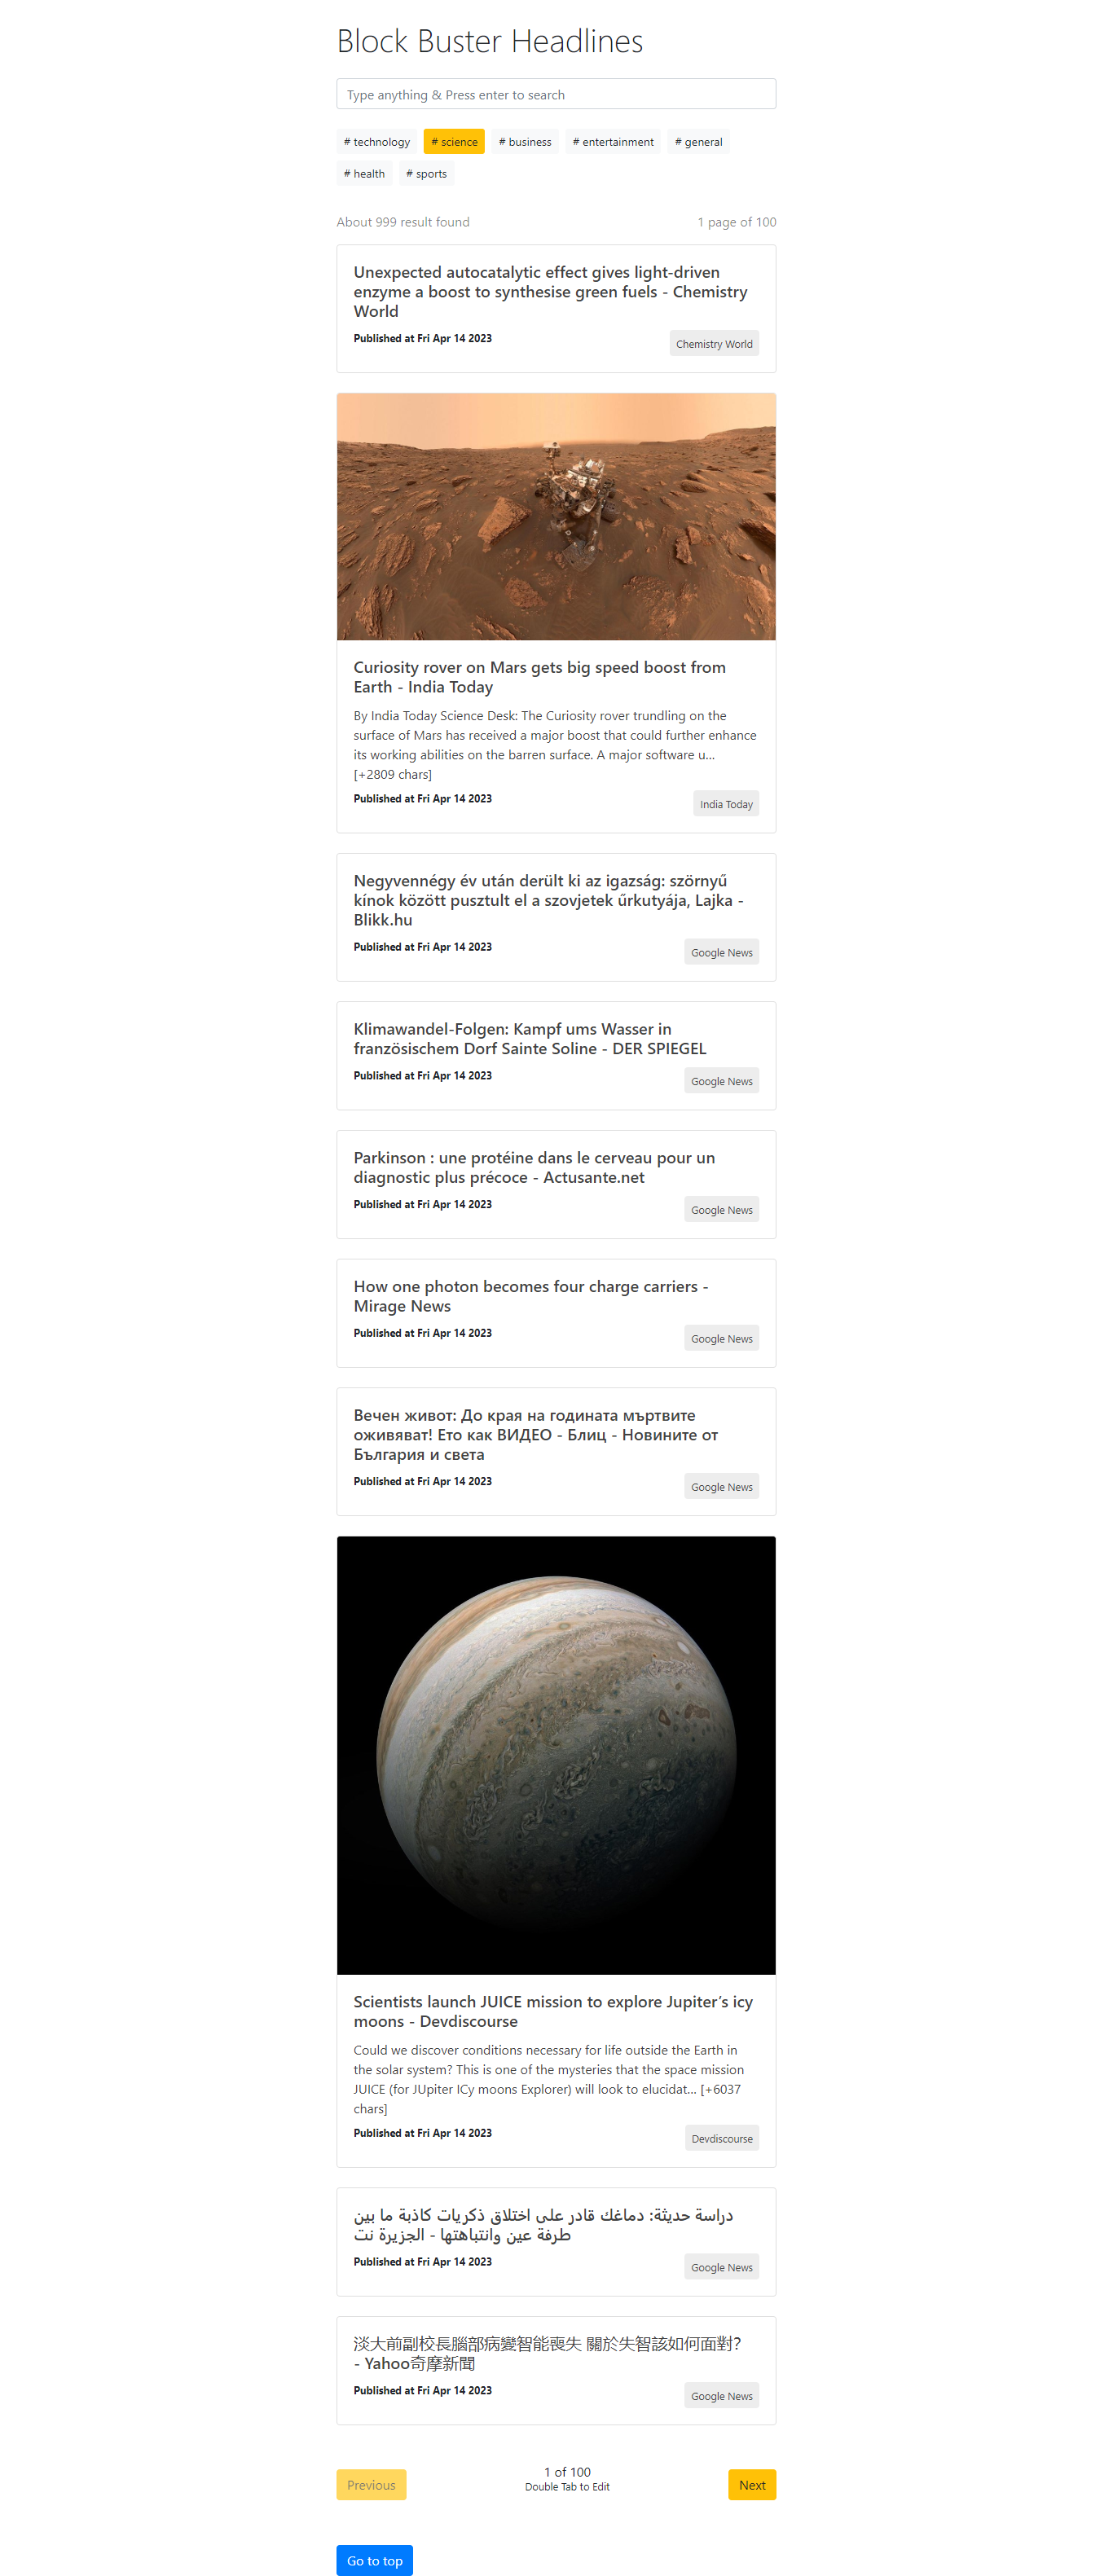 Block Buster Headlines
Type anything & Press enter to search
# technology # science # business # entertainment # general
# health # sports
About 999 result found 1 page of 100
Unexpected autocatalytic effect gives light-driven
enzyme a boost to synthesise green fuels - Chemistry
World
Published at Fri Apr 14 2023 Chemistry World
Curiosity rover on Mars gets big speed boost from
Earth - India Today
By India Today Science Desk: The Curiosity rover trundling on the
surface of Mars has received a major boost that could further enhance
its working abilities on the barren surface. A major software u…
[+2809 chars]
Published at Fri Apr 14 2023 India Today
Negyvennégy év után derült ki az igazság: szörnyű
kínok között pusztult el a szovjetek űrkutyája, Lajka -
Blikk.hu
Published at Fri Apr 14 2023 Google News
Klimawandel-Folgen: Kampf ums Wasser in
französischem Dorf Sainte Soline - DER SPIEGEL
Published at Fri Apr 14 2023 Google News
Parkinson : une protéine dans le cerveau pour un
diagnostic plus précoce - Actusante.net
Published at Fri Apr 14 2023 Google News
How one photon becomes four charge carriers -
Mirage News
Published at Fri Apr 14 2023 Google News
Вечен живот: До края на годината мъртвите
оживяват! Ето как ВИДЕО - Блиц - Новините от
България и света
Published at Fri Apr 14 2023 Google News
Scientists launch JUICE mission to explore Jupiter’s icy
moons - Devdiscourse
Could we discover conditions necessary for life outside the Earth in
the solar system? This is one of the mysteries that the space mission
JUICE (for JUpiter ICy moons Explorer) will look to elucidat… [+6037
chars]
Published at Fri Apr 14 2023 Devdiscourse
دراسة حديثة: دماغك قادر على اختلاق ذكريات كاذبة ما بين
طرفة عين وانتباهتها - الجزيرة نت
Published at Fri Apr 14 2023 Google News
淡大前副校長腦部病變智能喪失 關於失智該如何面對?
- Yahoo奇摩新聞
Published at Fri Apr 14 2023 Google News
Previous 1 of 100 Next
Double Tab to Edit
Go to top